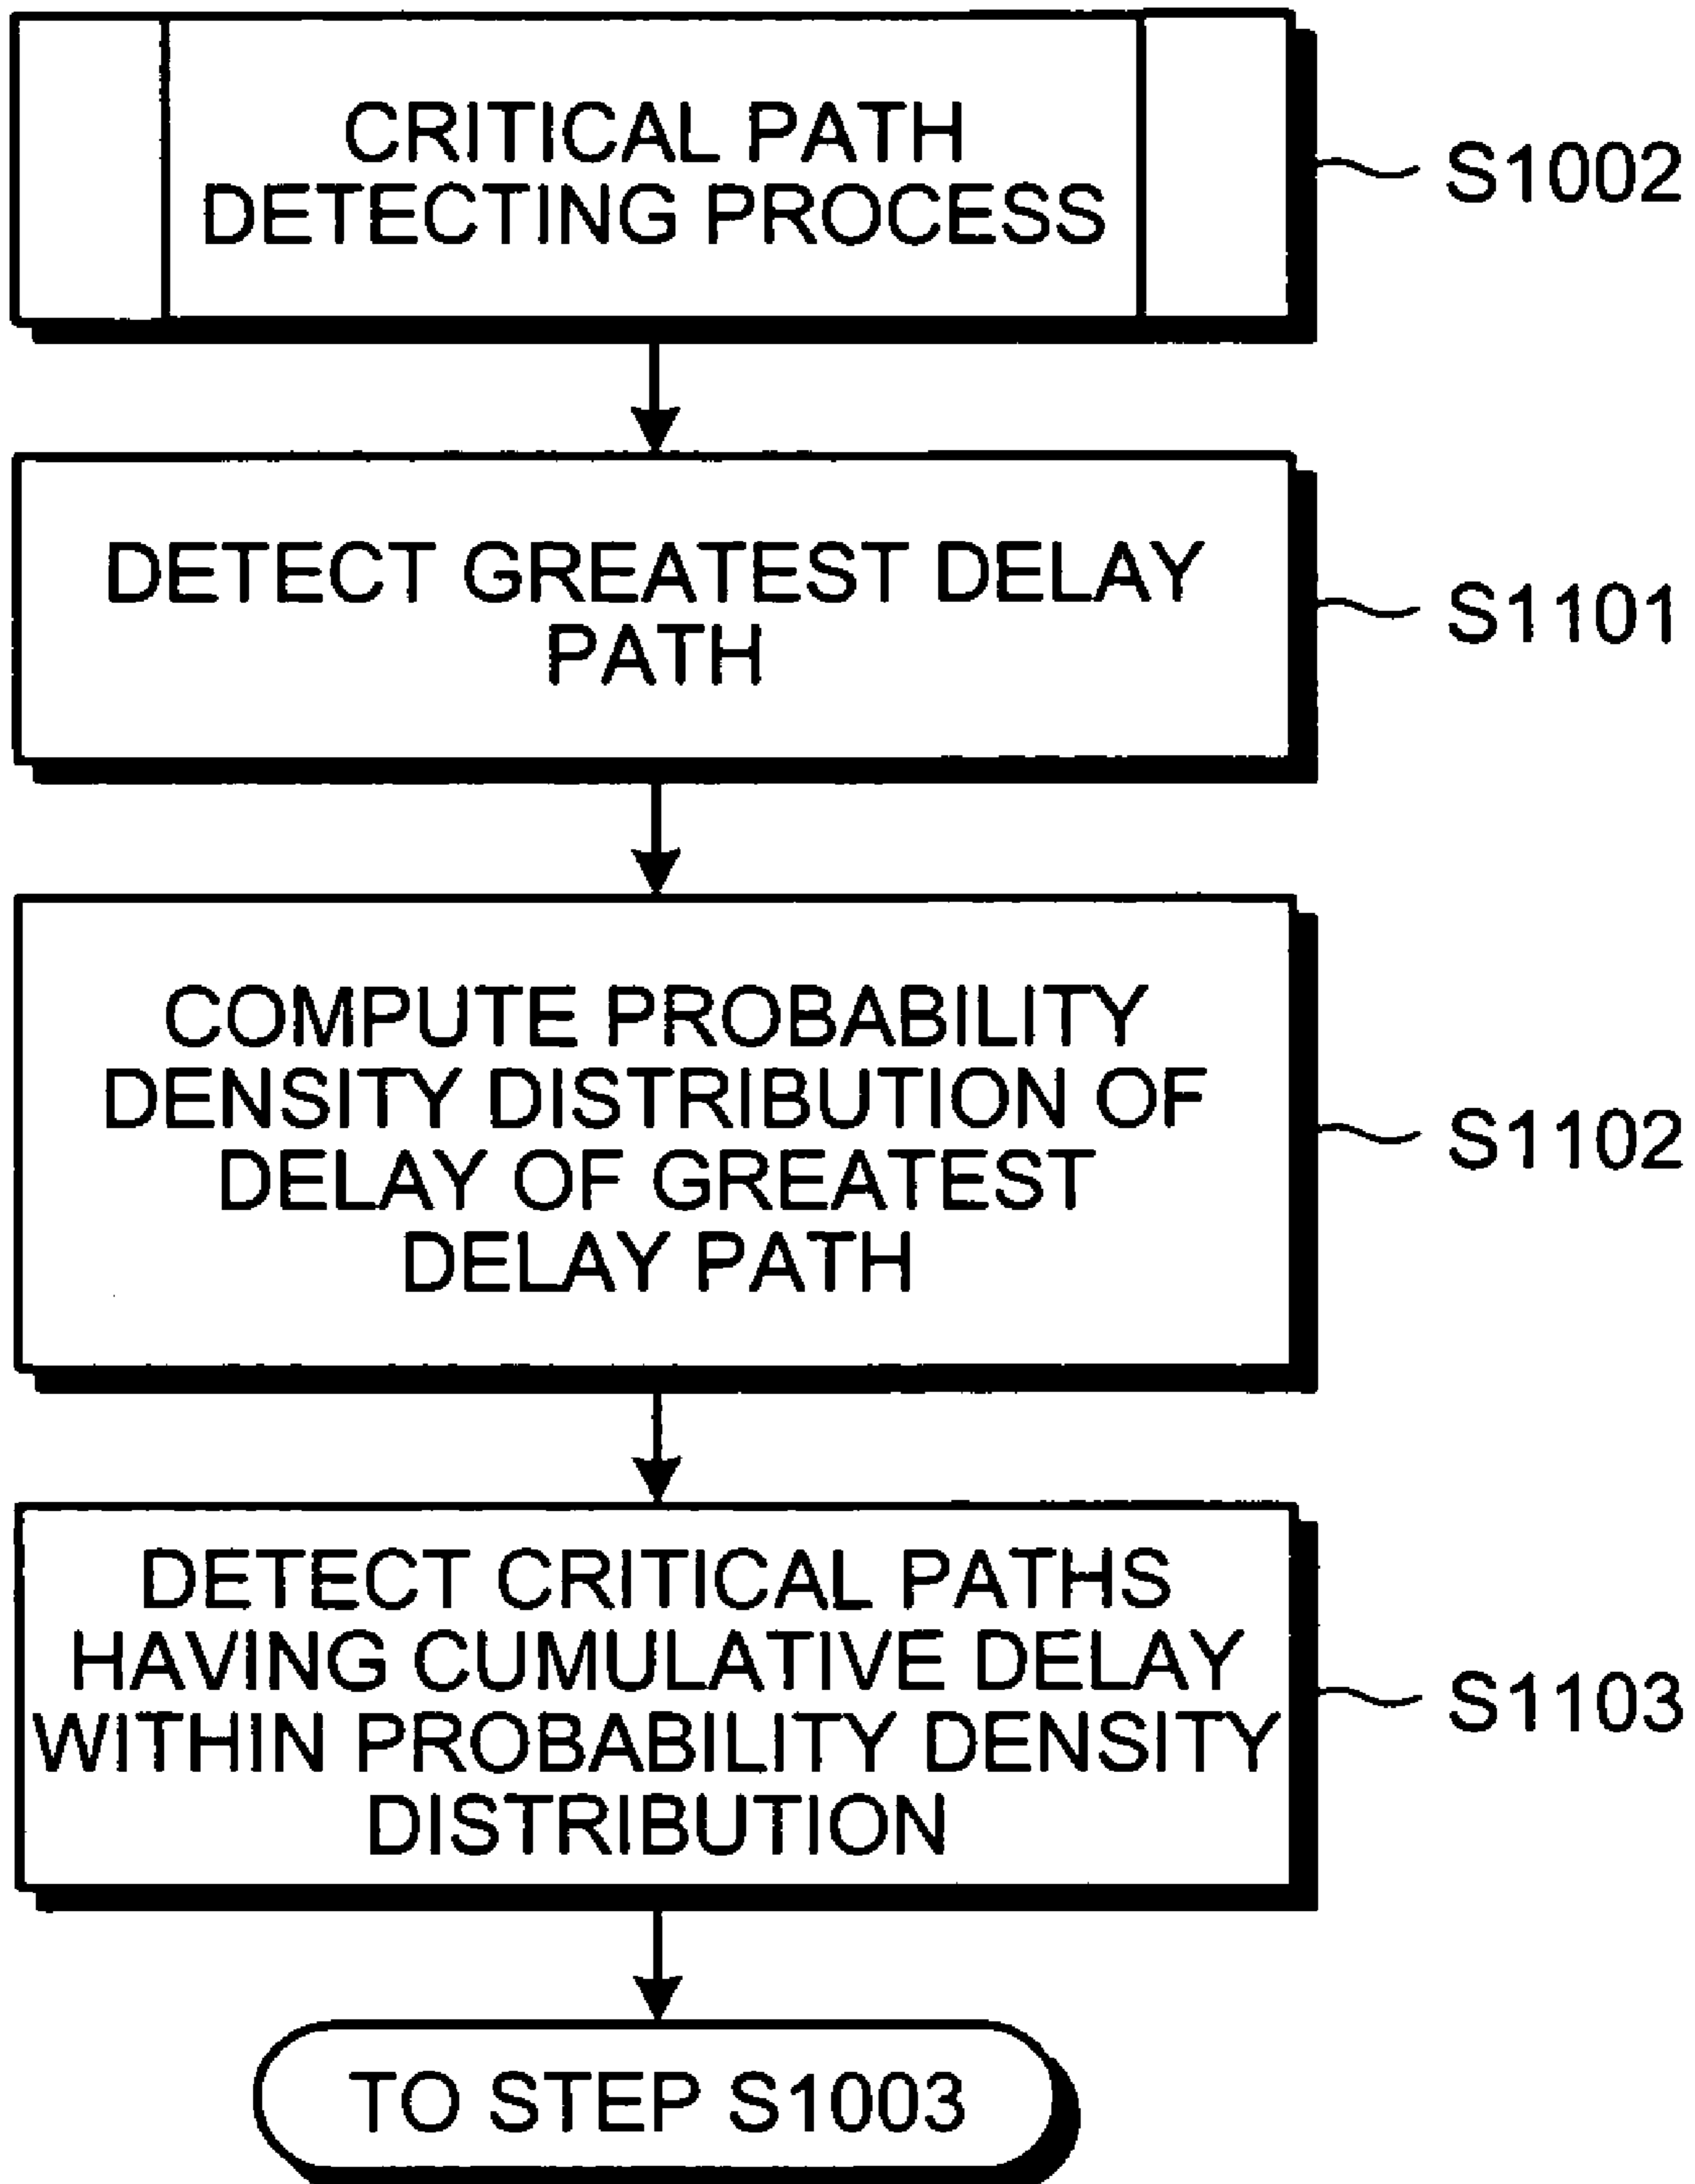 CRITICAL PATH
DETECTING PROCESS
S1002
DETECT GREATEST DELAY
PATH
S1101
COMPUTE PROBABILITY
DENSITY DISTRIBUTION OF
DELAY OF GREATEST
DELAY PATH
S1102
DETECT CRITICAL PATHS
HAVING CUMULATIVE DELAY
WITHIN PROBABILITY DENSITY
DISTRIBUTION
S1103
TO STEP S1003